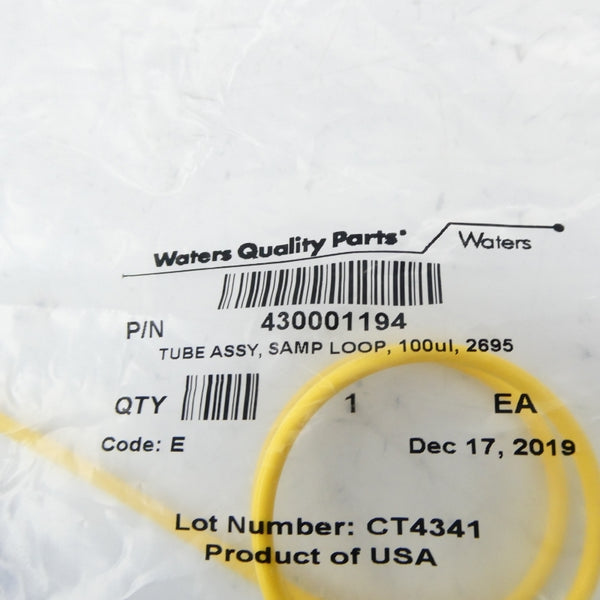 Waters Quality Parts•
Waters
P/N 430001194
TUBE ASSY, SAMP LOOP, 100ul, 2695
QTY 1 EA
Code: E Dec 17, 2019
Lot Number: CT4341
Product of USA